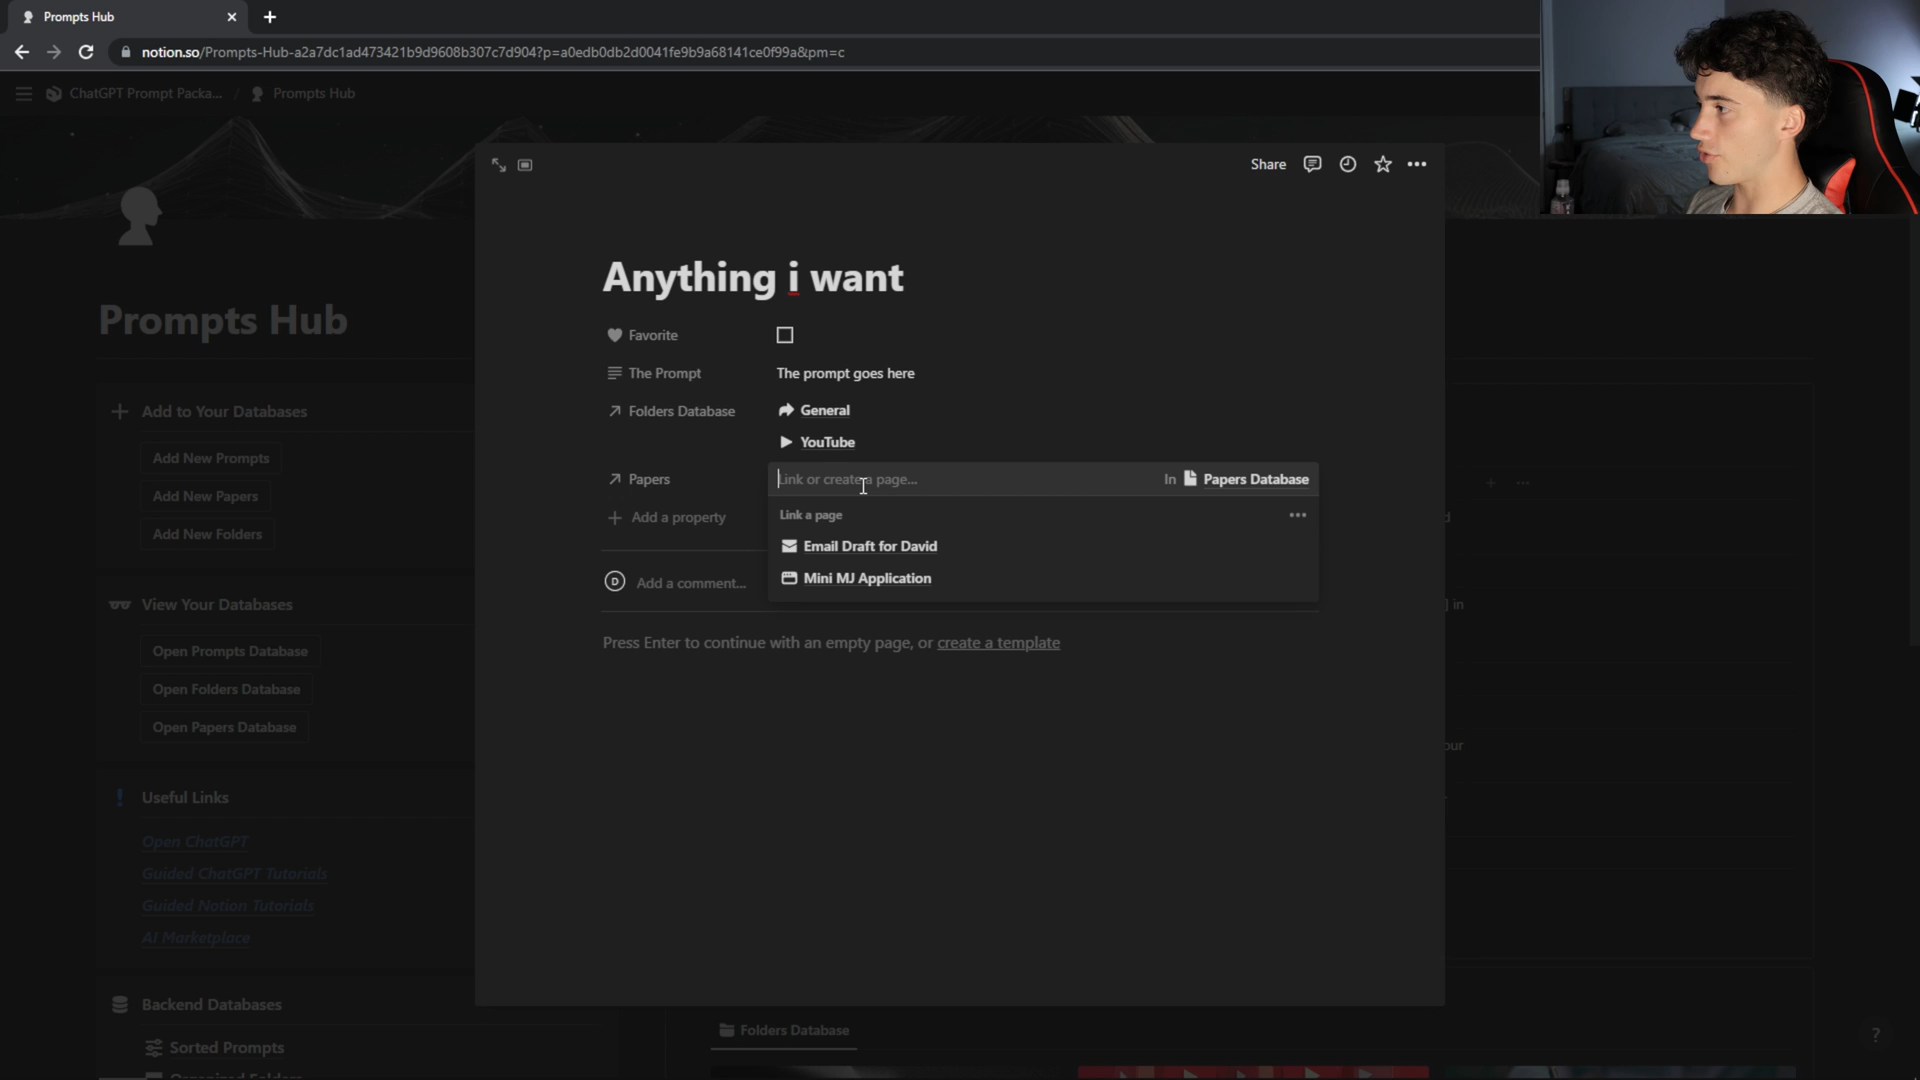 Prompts Hub
notion.so/Prompts-Hub-a2a7dc1ad473421b9d9608b307c7d904?p=a0edb0db2d0041fe9b9a68141ce0f99a&pm=c
ChatGPT Prompt Packa... / Prompts Hub
Share
Anything i want
Favorite
The Prompt
The prompt goes here
Folders Database
General
YouTube
Papers
Link or create a page...
In Papers Database
Add a property
Link a page
Email Draft for David
Mini MJ Application
D
Add a comment...
Press Enter to continue with an empty page, or create a template
Prompts Hub
Add to Your Databases
Add New Prompts
Add New Papers
Add New Folders
View Your Databases
Open Prompts Database
Open Folders Database
Open Papers Database
Useful Links
Open ChatGPT
Guided ChatGPT Tutorials
Guided Notion Tutorials
AI Marketplace
Backend Databases
Sorted Prompts
Organized Folders
] in
Folders Database
?